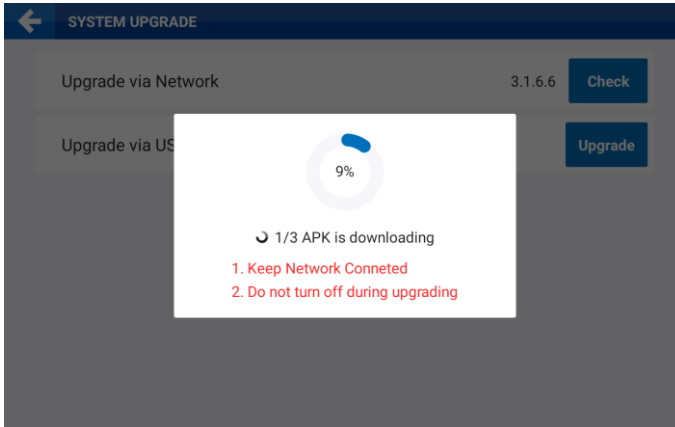 SYSTEM UPGRADE
Upgrade via Network 3.1.6.6 Check
Upgrade via US Upgrade
9%
1/3 APK is downloading
1. Keep Network Conneted
2. Do not turn off during upgrading